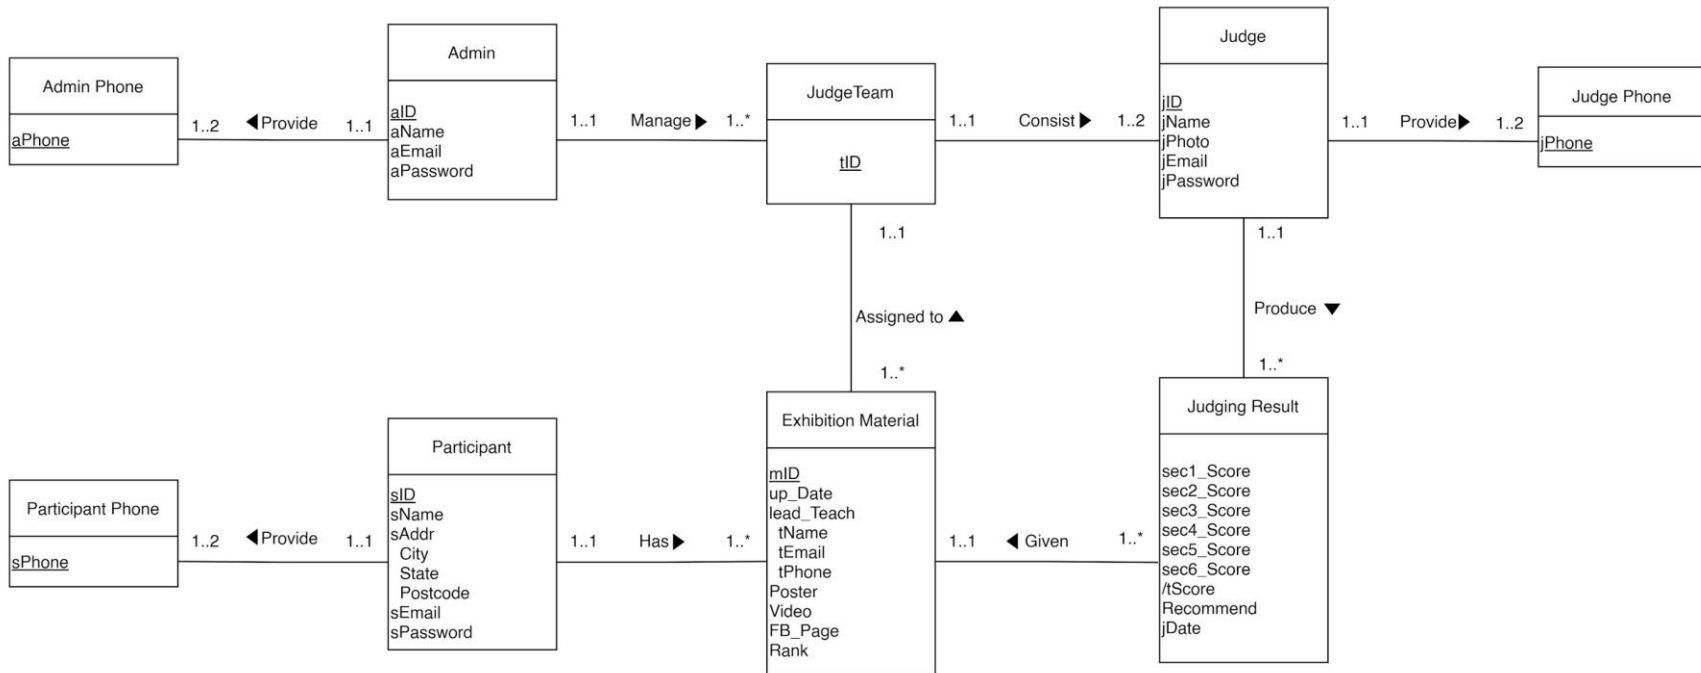 Admin Phone
aPhone
1..2
◀Provide
1..1
Admin
aID
aName
aEmail
aPassword
1..1
Manage▶
1..*
JudgeTeam
tID
1..1
Consist ▶
1..2
Judge
jID
jName
jPhoto
jEmail
jPassword
1..1
Provide▶
1..2
Judge Phone
jPhone
1..1
Assigned to ▲
1..*
1..1
Produce ▼
1..*
Participant Phone
sPhone
1..2
◀Provide
1..1
Participant
sID
sName
sAddr
City
State
Postcode
sEmail
sPassword
1..1
Has▶
1..*
Exhibition Material
mID
up_Date
lead_Teach
tName
tEmail
tPhone
Poster
Video
FB_Page
Rank
1..1
◀ Given
1..*
Judging Result
sec1_Score
sec2_Score
sec3_Score
sec4_Score
sec5_Score
sec6_Score
/tScore
Recommend
jDate